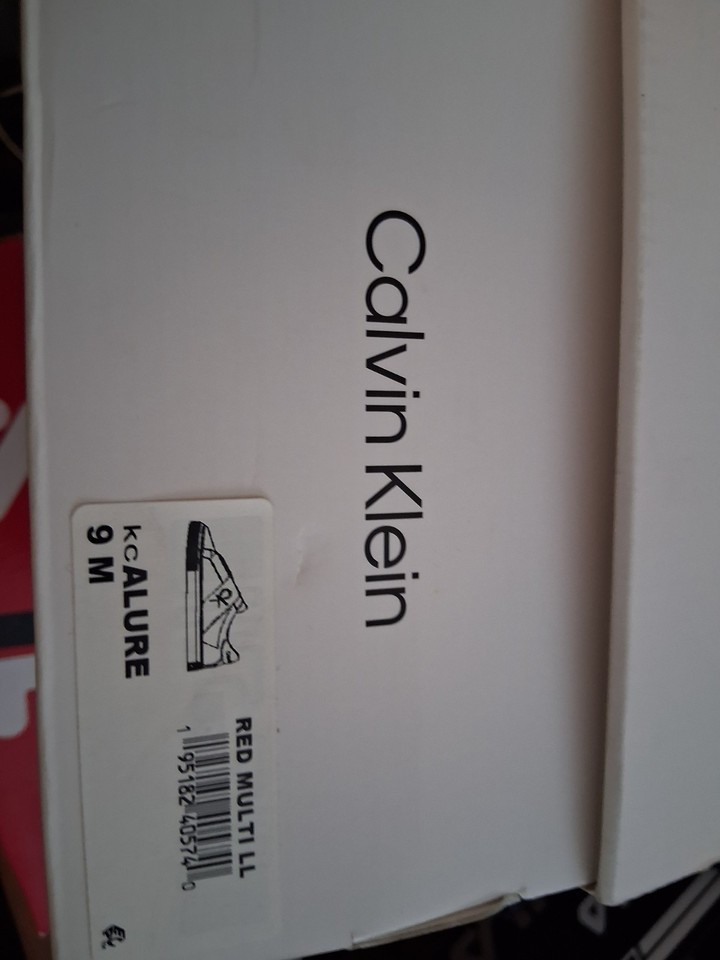 Calvin Klein
RED MULTI LL
1 95182 40574 0
kcALURE
9 M